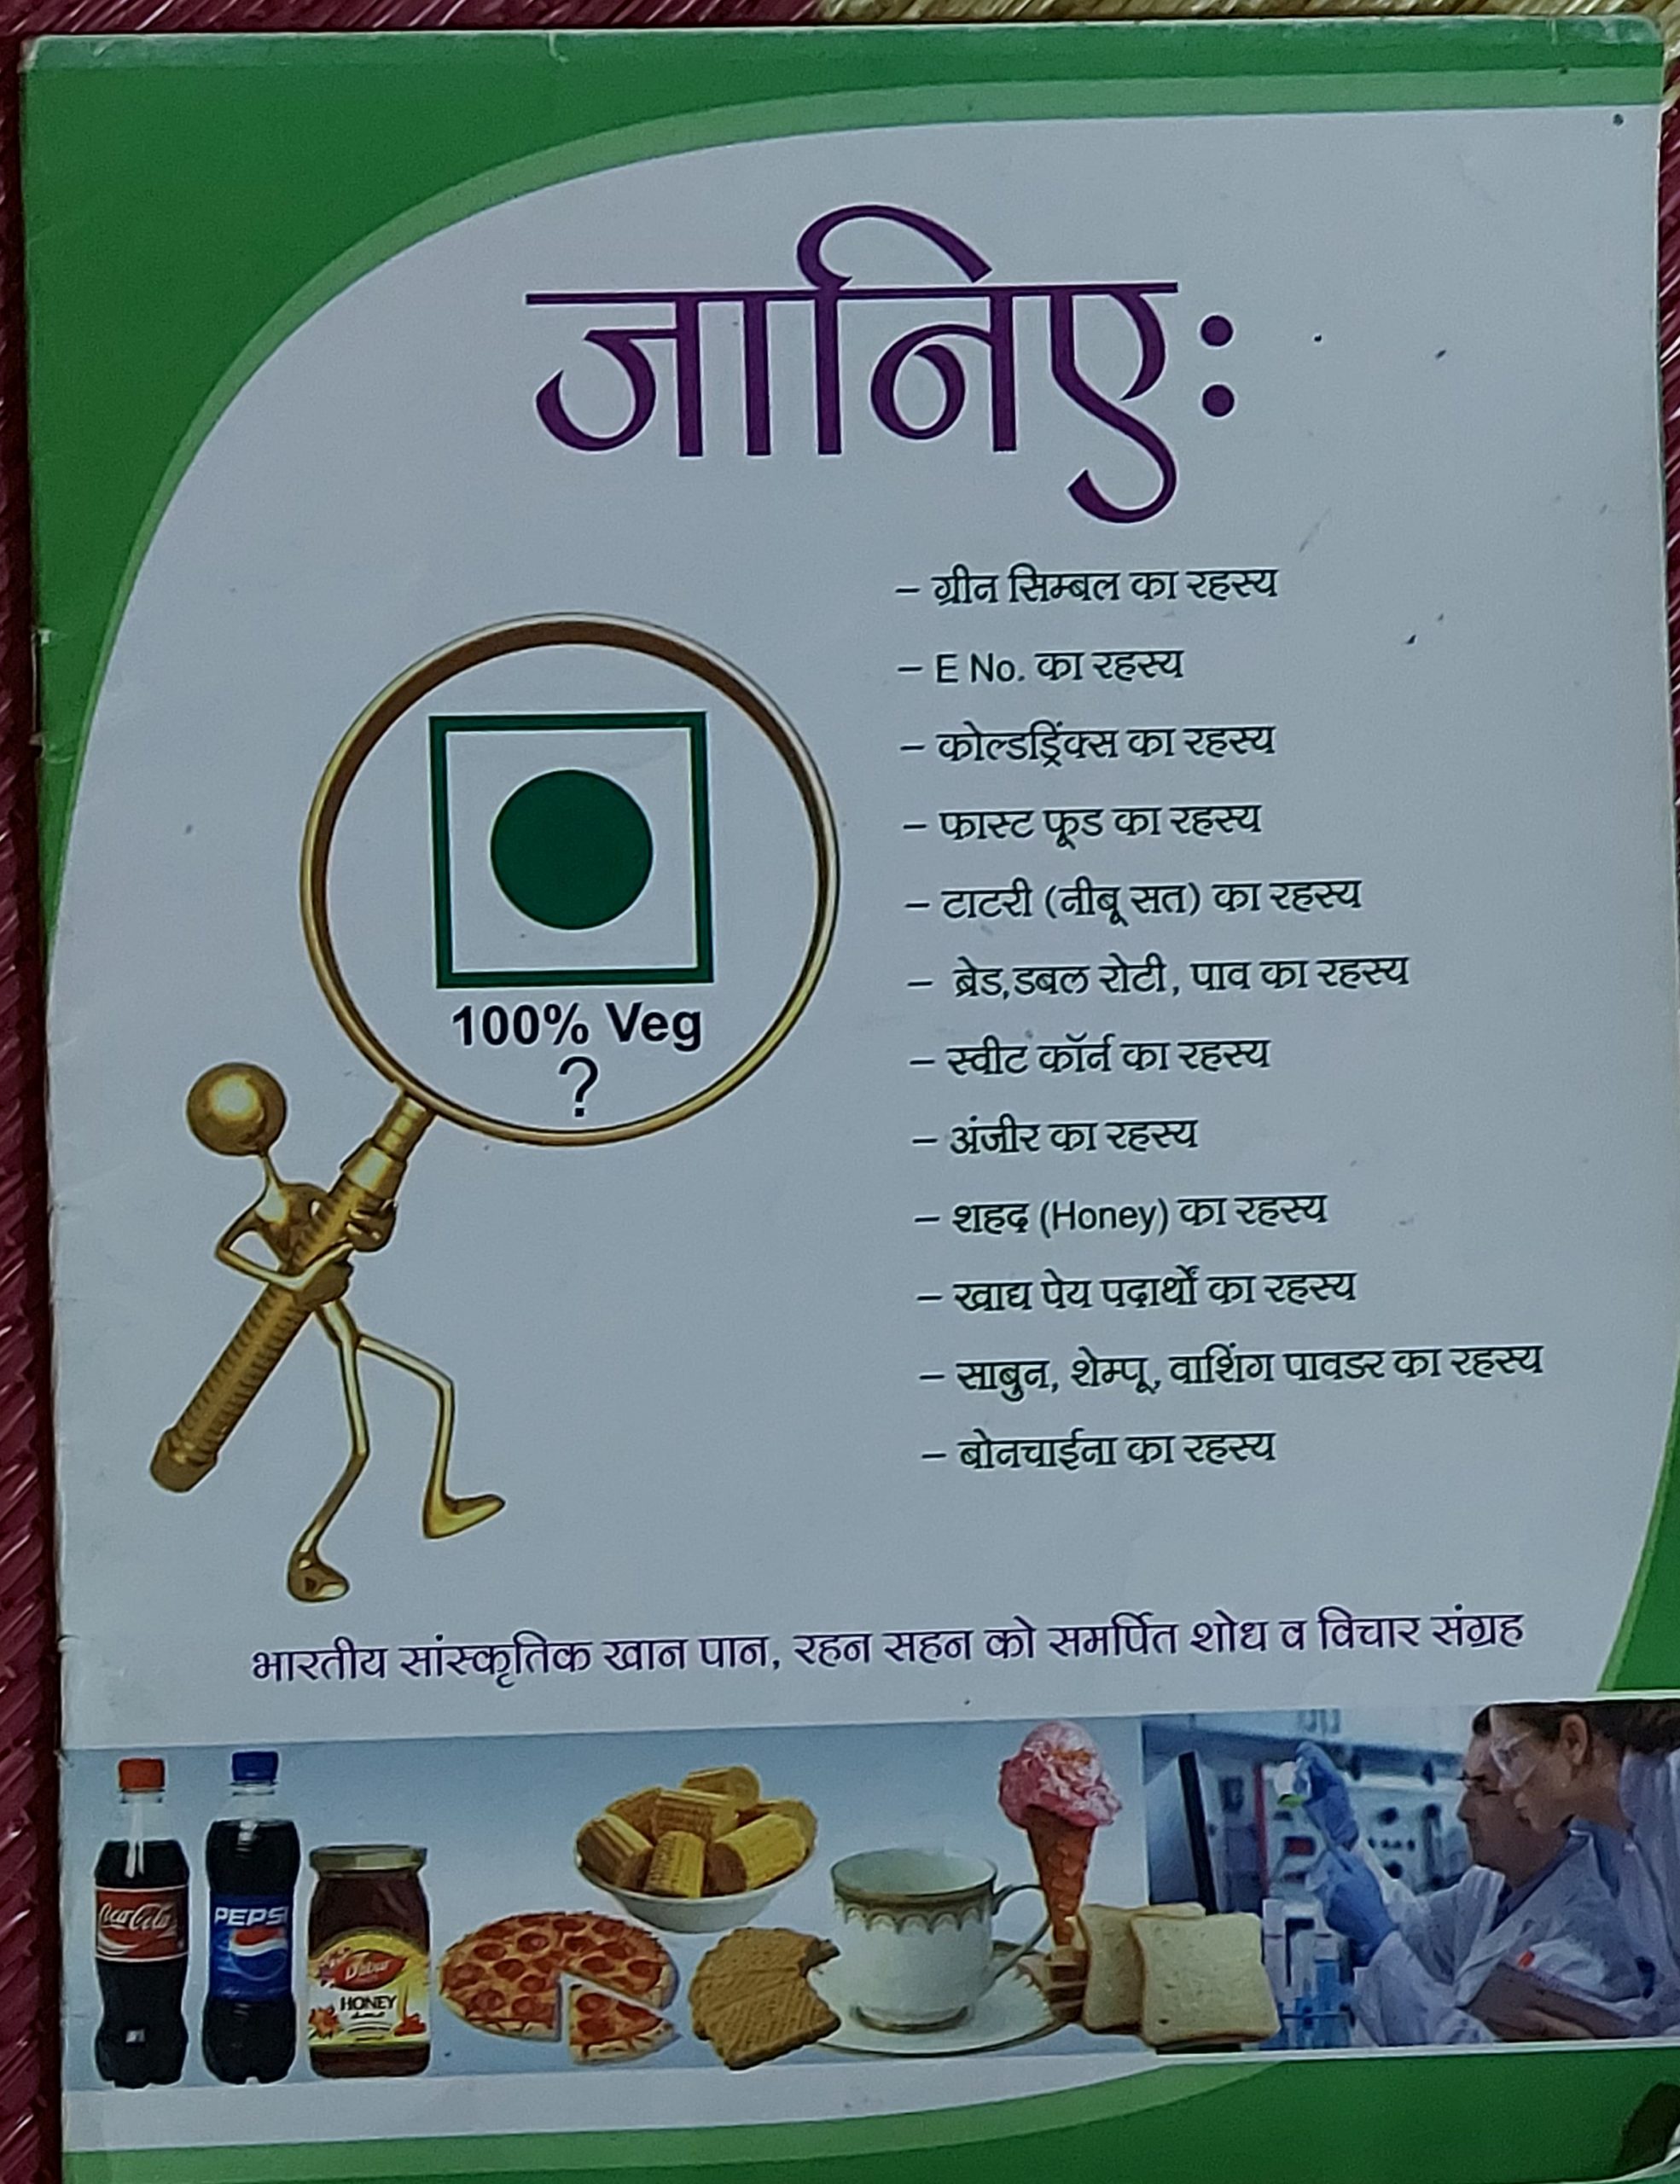 जानिएः
– ग्रीन सिम्बल का रहस्य
– E No. का रहस्य
– कोल्डड्रिंक्स का रहस्य
– फास्ट फूड का रहस्य
– टाटरी (नीबू सत) का रहस्य
– ब्रेड,डबल रोटी, पाव का रहस्य
– स्वीट कॉर्न का रहस्य
– अंजीर का रहस्य
– शहद (Honey) का रहस्य
– खाद्य पेय पदार्थों का रहस्य
– साबुन, शेम्पू, वाशिंग पावडर का रहस्य
– बोनचाईना का रहस्य
100% Veg
?
भारतीय सांस्कृतिक खान पान, रहन सहन को समर्पित शोध व विचार संग्रह
Coca-Cola
PEPSI
Dabur
HONEY